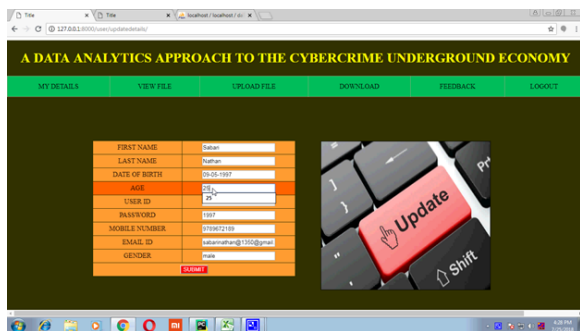 Title
Title
localhost / localhost / da
127.0.0.1:8000/user/updatedetails/
A DATA ANALYTICS APPROACH TO THE CYBERCRIME UNDERGROUND ECONOMY
MY DETAILS VIEW FILE UPLOAD FILE DOWNLOAD FEEDBACK LOGOUT
FIRST NAME Saban
LAST NAME Nathan
DATE OF BIRTH 09-05-1997
AGE 25
USER ID 25
PASSWORD 1997
MOBILE NUMBER 9789672189
EMAIL ID sabarinathan@1350@gmail
GENDER male
SUBMIT
Update
Shift
4:28 PM